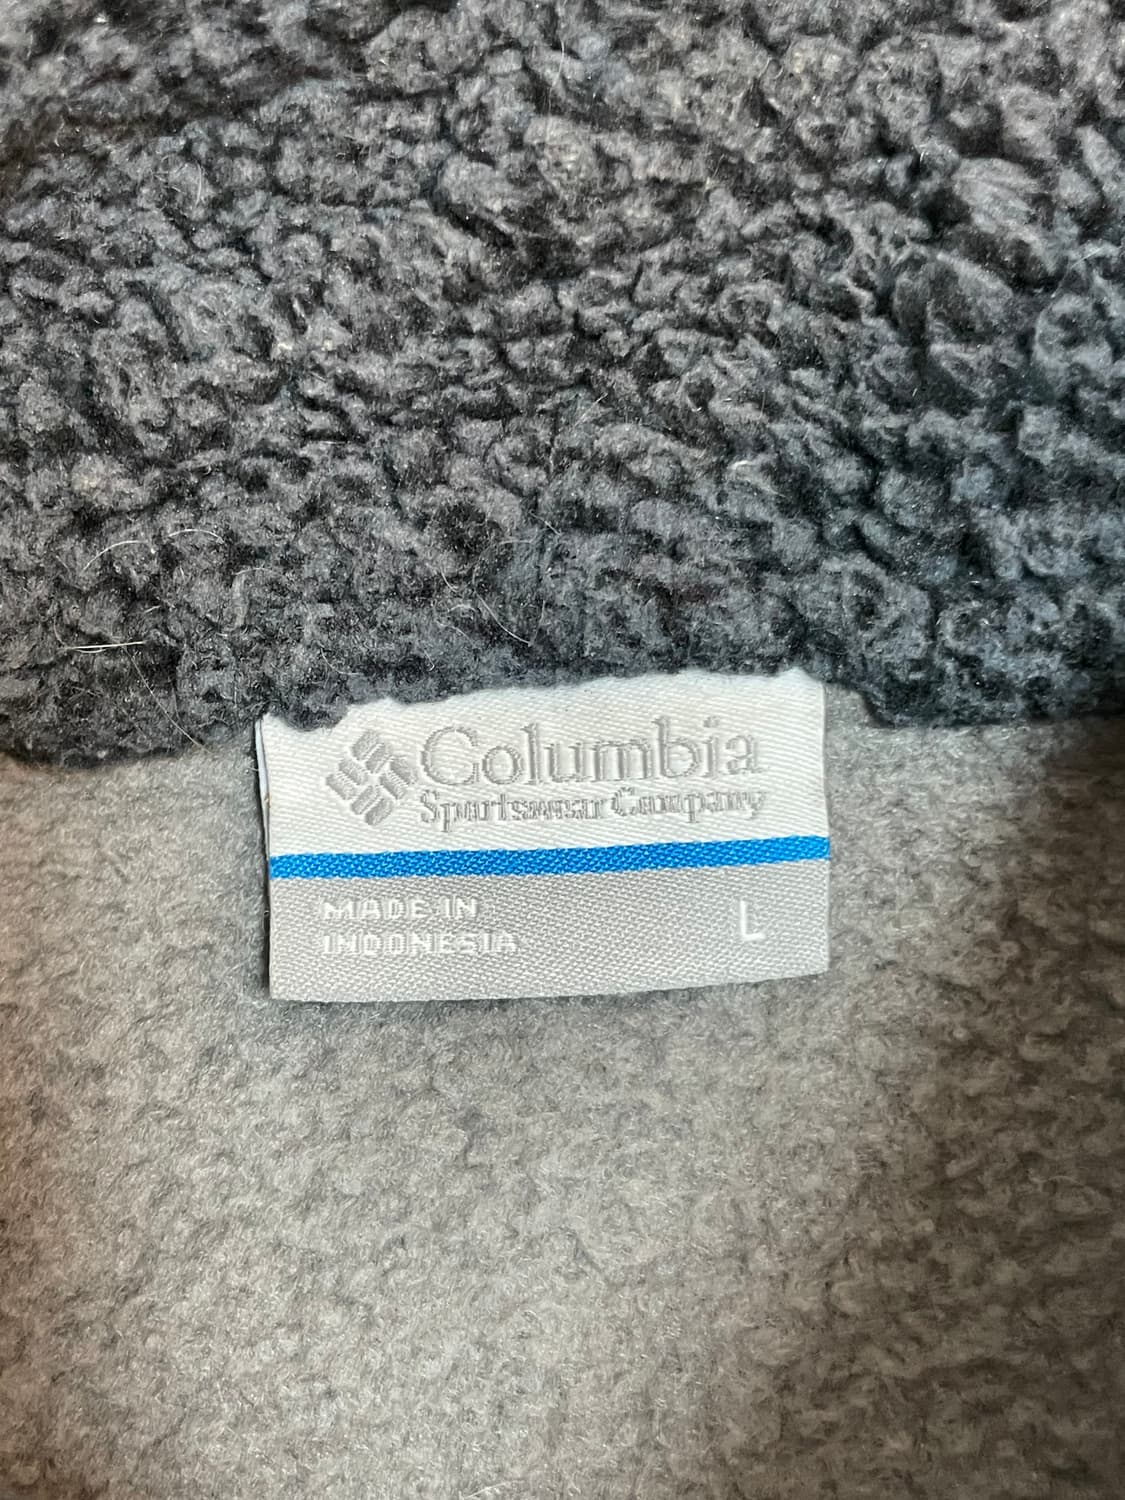 Columbia
Sportswear Company
MADE IN
INDONESIA
L